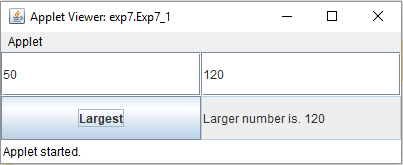 Applet Viewer: exp7.Exp7_1
Applet
50 120
Largest Larger number is. 120
Applet started.